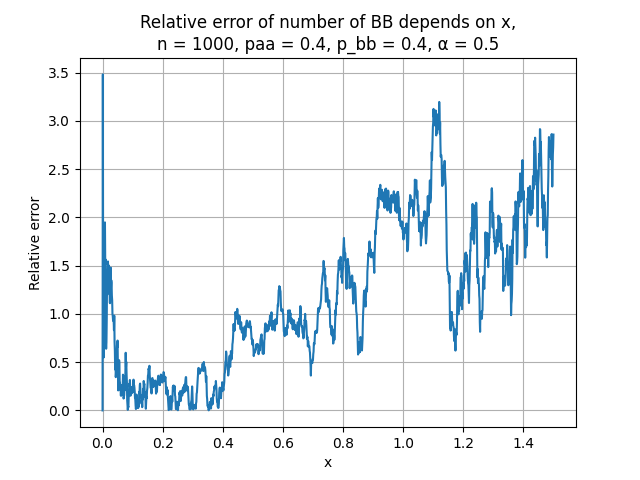 Relative error of number of BB depends on x,
n = 1000, paa = 0.4, p_bb = 0.4, α = 0.5
3.5
3.0
2.5
2.0
1.5
1.0
0.5
0.0
Relative error
0.0 0.2 0.4 0.6 0.8 1.0 1.2 1.4
x